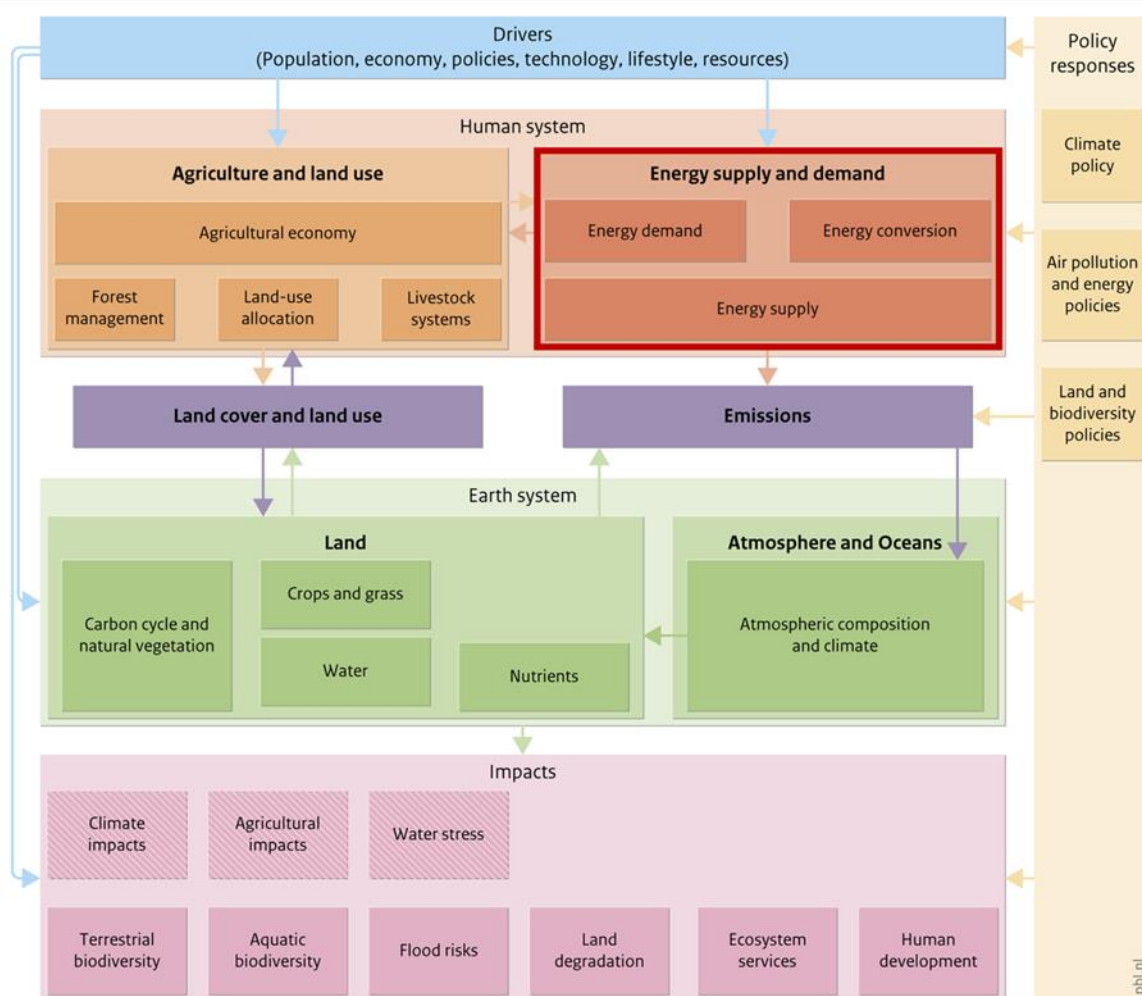 Drivers
(Population, economy, policies, technology, lifestyle, resources)
Policy
responses
Human system
Agriculture and land use
Agricultural economy
Forest
management
Land-use
allocation
Livestock
systems
Energy supply and demand
Energy demand
Energy conversion
Energy supply
Climate
policy
Air pollution
and energy
policies
Land and
biodiversity
policies
Land cover and land use
Emissions
Earth system
Land
Carbon cycle and
natural vegetation
Crops and grass
Water
Nutrients
Atmosphere and Oceans
Atmospheric composition
and climate
Impacts
Climate
impacts
Agricultural
impacts
Water stress
Terrestrial
biodiversity
Aquatic
biodiversity
Flood risks
Land
degradation
Ecosystem
services
Human
development
pbl.nl